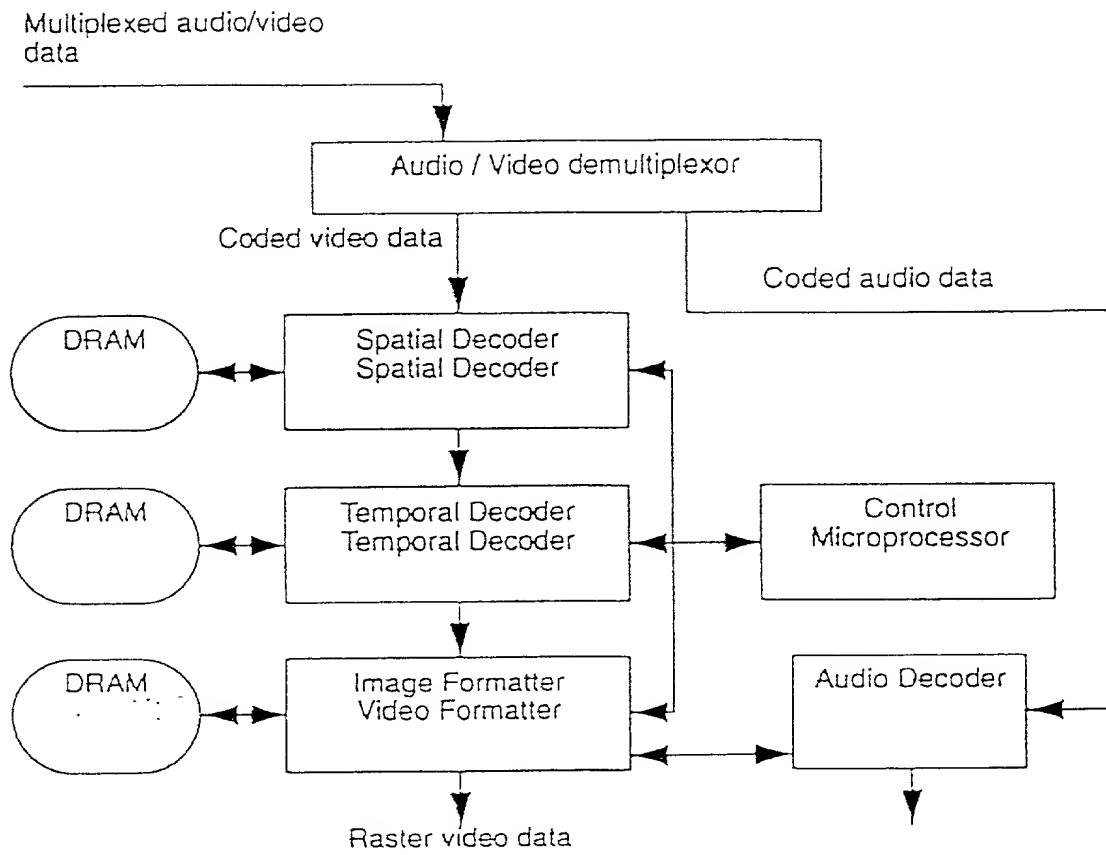 Multiplexed audio/video
data
Audio / Video demultiplexor
Coded video data
Coded audio data
DRAM
Spatial Decoder
Spatial Decoder
DRAM
Temporal Decoder
Temporal Decoder
Control
Microprocessor
DRAM
Image Formatter
Video Formatter
Audio Decoder
Raster video data